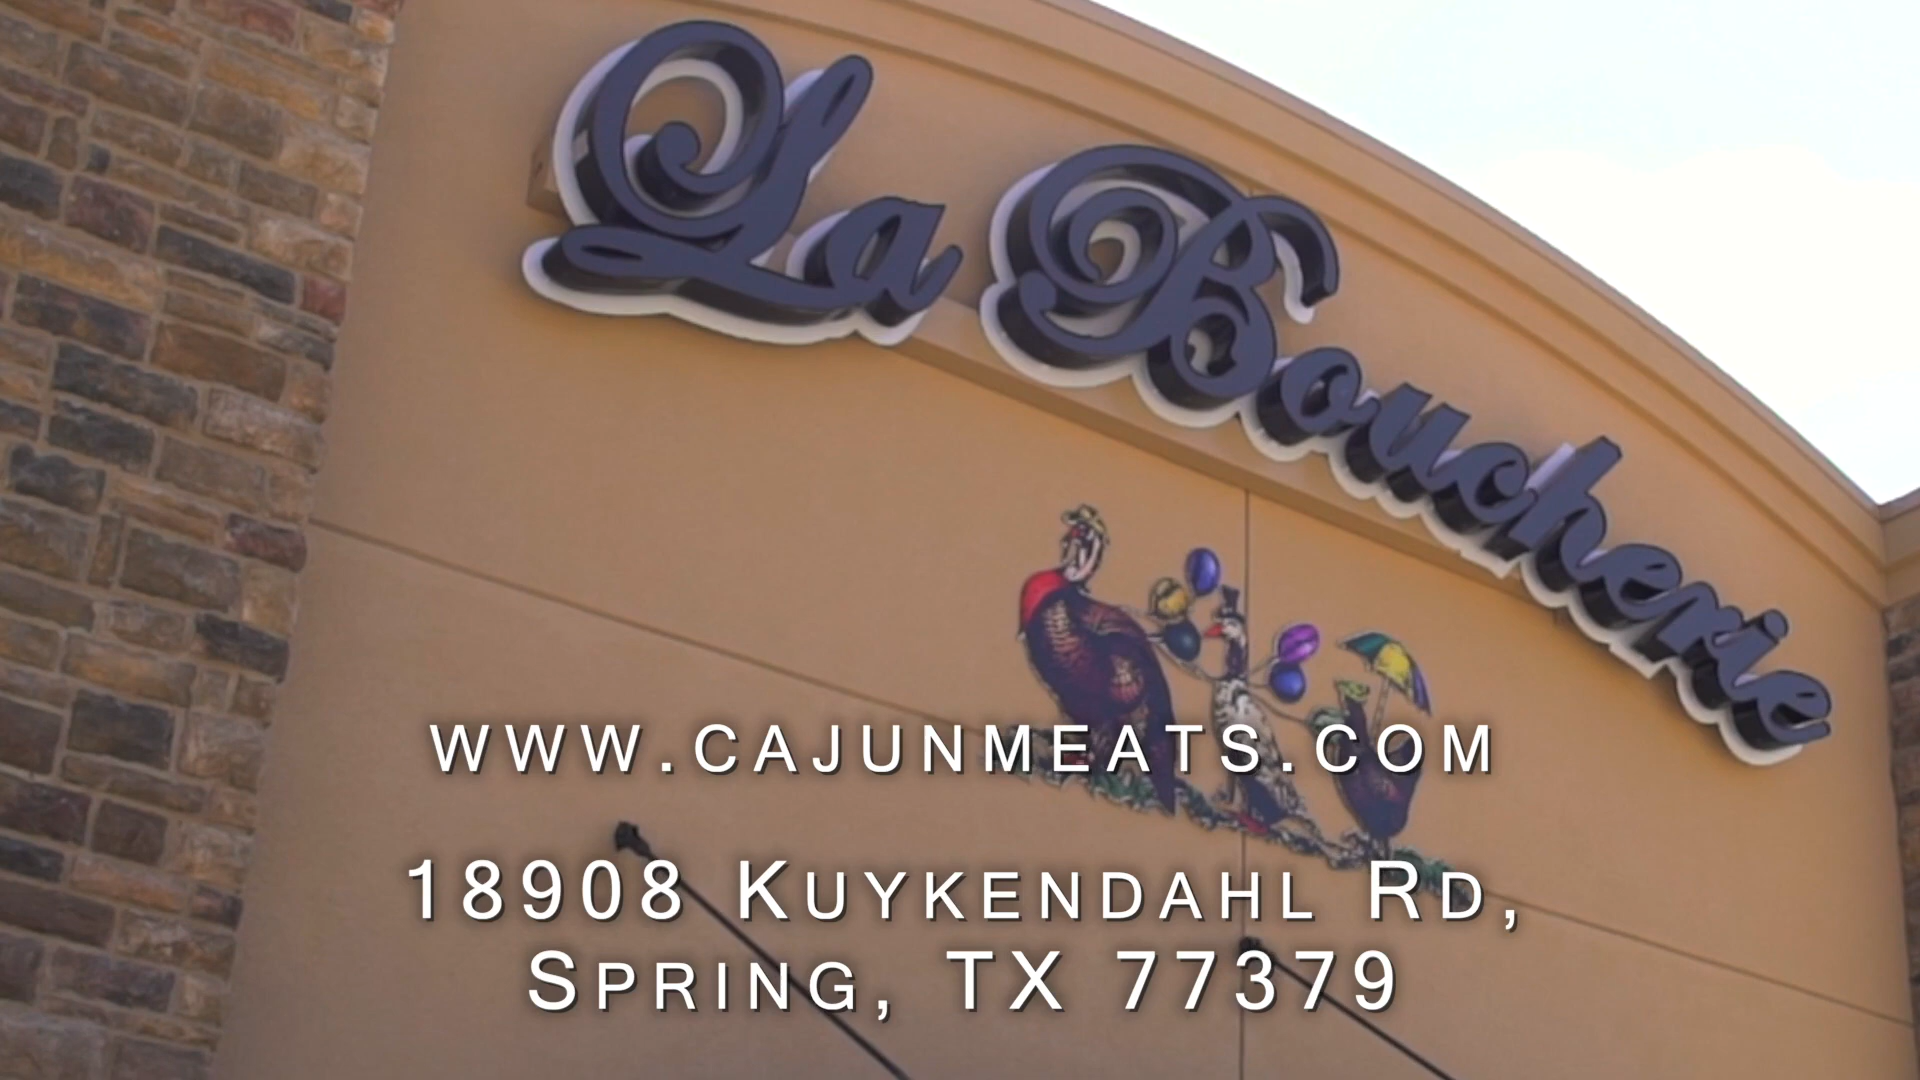 La Boucherie
WWW.CAJUNMEATS.COM
18908 KUYKENDAHL RD,
SPRING, TX 77379